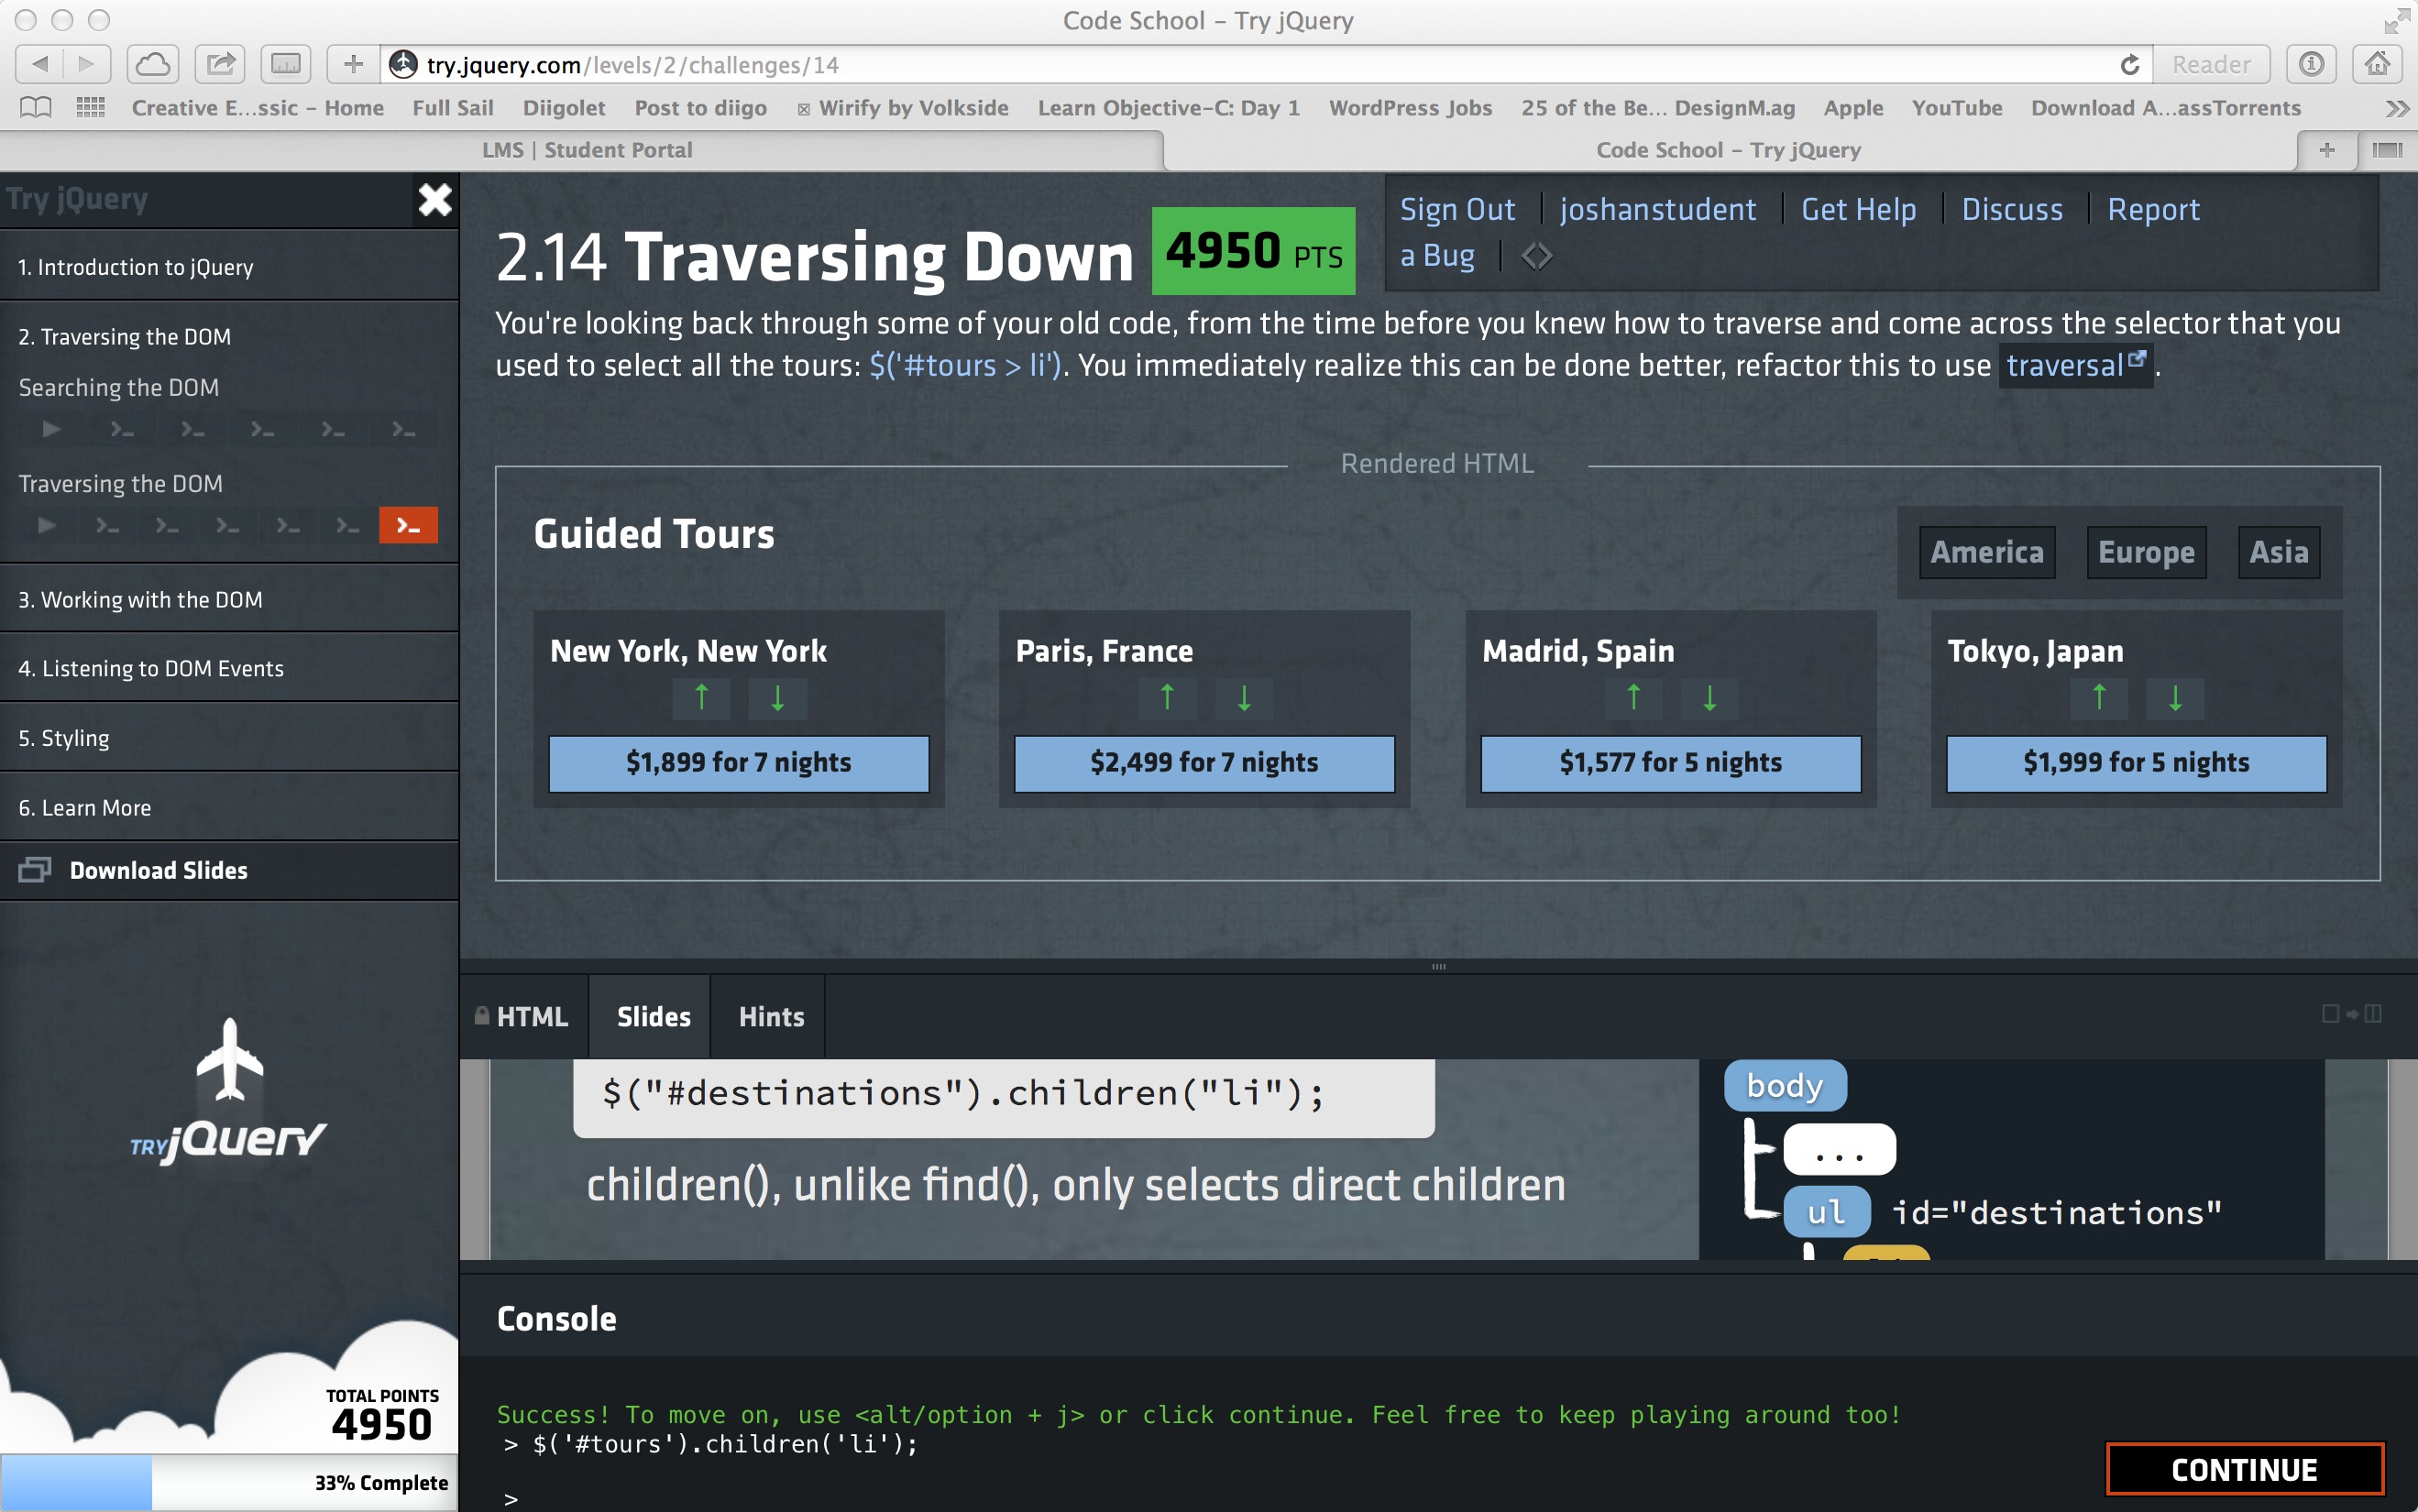 Code School – Try jQuery
try.jquery.com/levels/2/challenges/14
Reader
Creative E...ssic – Home Full Sail Diigolet Post to diigo Wirify by Volkside Learn Objective-C: Day 1 WordPress Jobs 25 of the Be... DesignM.ag Apple YouTube Download A...assTorrents
LMS | Student Portal
Code School – Try jQuery
Try jQuery
1. Introduction to jQuery
2. Traversing the DOM
Searching the DOM
Traversing the DOM
3. Working with the DOM
4. Listening to DOM Events
5. Styling
6. Learn More
Download Slides
TRY jQuery
TOTAL POINTS
4950
33% Complete
2.14 Traversing Down 4950 PTS
Sign Out | joshanstudent | Get Help | Discuss | Report
a Bug | <>
You're looking back through some of your old code, from the time before you knew how to traverse and come across the selector that you
used to select all the tours: $('#tours > li'). You immediately realize this can be done better, refactor this to use traversal.
Rendered HTML
Guided Tours
America Europe Asia
New York, New York Paris, France Madrid, Spain Tokyo, Japan
↑ ↓ ↑ ↓ ↑ ↓ ↑ ↓
$1,899 for 7 nights $2,499 for 7 nights $1,577 for 5 nights $1,999 for 5 nights
HTML Slides Hints
$("#destinations").children("li");
children(), unlike find(), only selects direct children
body
...
ul id="destinations"
Console
Success! To move on, use <alt/option + j> or click continue. Feel free to keep playing around too!
> $('#tours').children('li');
>
CONTINUE